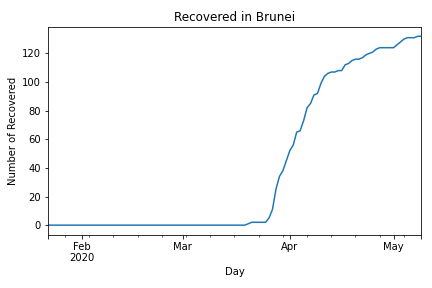 Recovered in Brunei
Number of Recovered
120
100
80
60
40
20
0
Feb
2020
Mar
Apr
May
Day